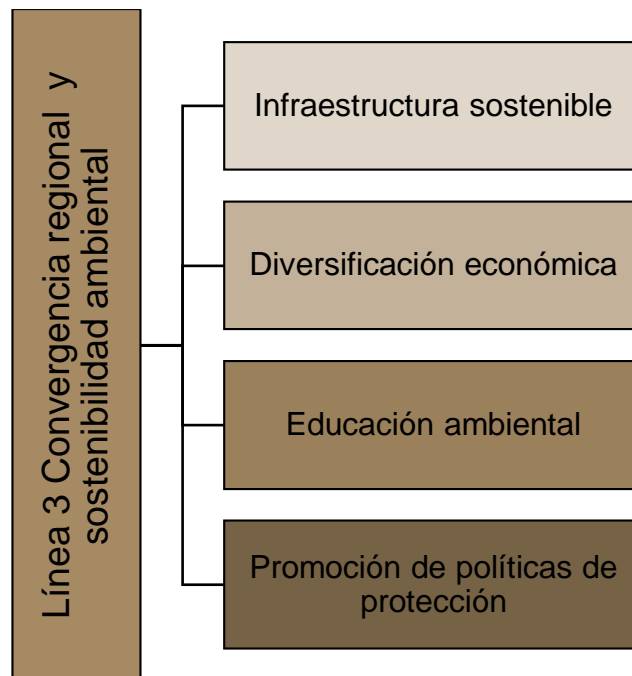 Línea 3 Convergencia regional y
sostenibilidad ambiental
Infraestructura sostenible
Diversificación económica
Educación ambiental
Promoción de políticas de
protección